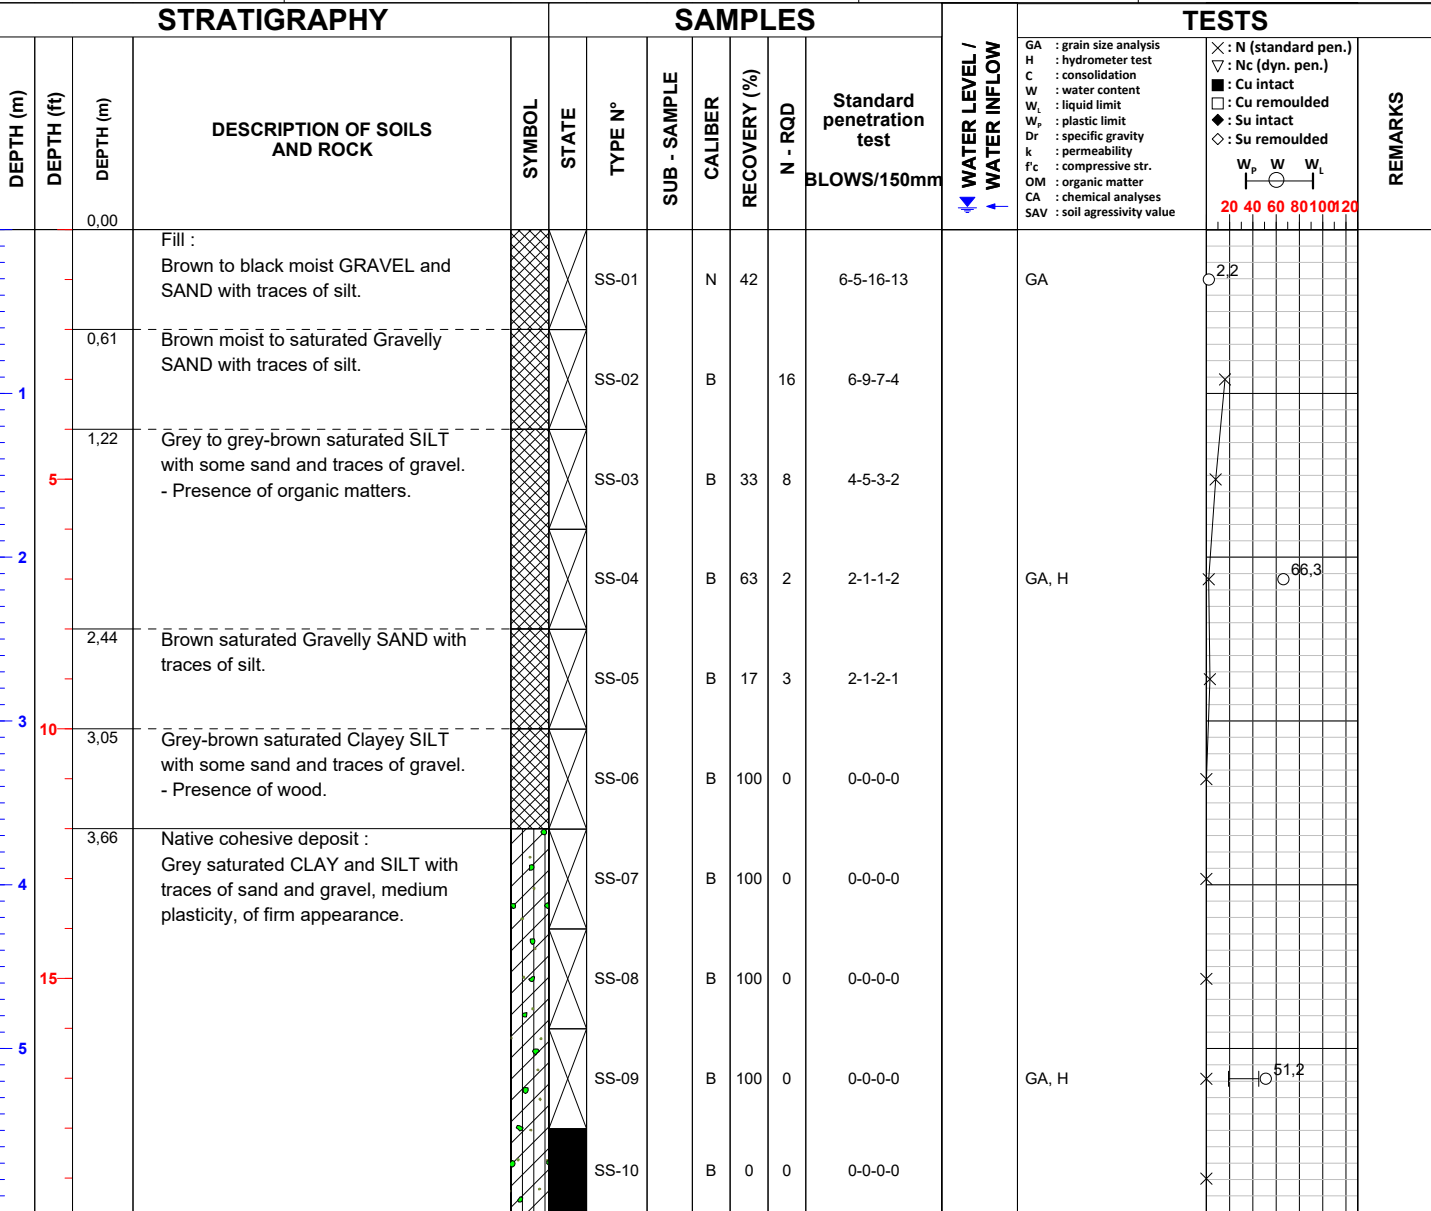 STRATIGRAPHY
SAMPLES
TESTS
DEPTH (m)
DEPTH (ft)
DEPTH (m)
0,00
DESCRIPTION OF SOILS
AND ROCK
SYMBOL
STATE
TYPE N°
SUB - SAMPLE
CALIBER
RECOVERY (%)
N - RQD
Standard
penetration
test
BLOWS/150mm
WATER LEVEL /
WATER INFLOW
GA : grain size analysis
H : hydrometer test
C : consolidation
W : water content
WL : liquid limit
WP : plastic limit
Dr : specific gravity
k : permeability
f'c : compressive str.
OM : organic matter
CA : chemical analyses
SAV : soil agressivity value
: N (standard pen.)
: Nc (dyn. pen.)
: Cu intact
: Cu remoulded
: Su intact
: Su remoulded
WP W WL
20 40 60 80 100 120
REMARKS
Fill :
Brown to black moist GRAVEL and
SAND with traces of silt.
SS-01 N 42 6-5-16-13 GA 2,2
0,61 Brown moist to saturated Gravelly
SAND with traces of silt.
SS-02 B 16 6-9-7-4
1
1,22 Grey to grey-brown saturated SILT
with some sand and traces of gravel.
- Presence of organic matters.
5 SS-03 B 33 8 4-5-3-2
2
SS-04 B 63 2 2-1-1-2 GA, H 66,3
2,44 Brown saturated Gravelly SAND with
traces of silt.
SS-05 B 17 3 2-1-2-1
3
10
3,05 Grey-brown saturated Clayey SILT
with some sand and traces of gravel.
- Presence of wood.
SS-06 B 100 0 0-0-0-0
3,66 Native cohesive deposit :
Grey saturated CLAY and SILT with
traces of sand and gravel, medium
plasticity, of firm appearance.
SS-07 B 100 0 0-0-0-0
4
15 SS-08 B 100 0 0-0-0-0
5
SS-09 B 100 0 0-0-0-0 GA, H 51,2
SS-10 B 0 0 0-0-0-0